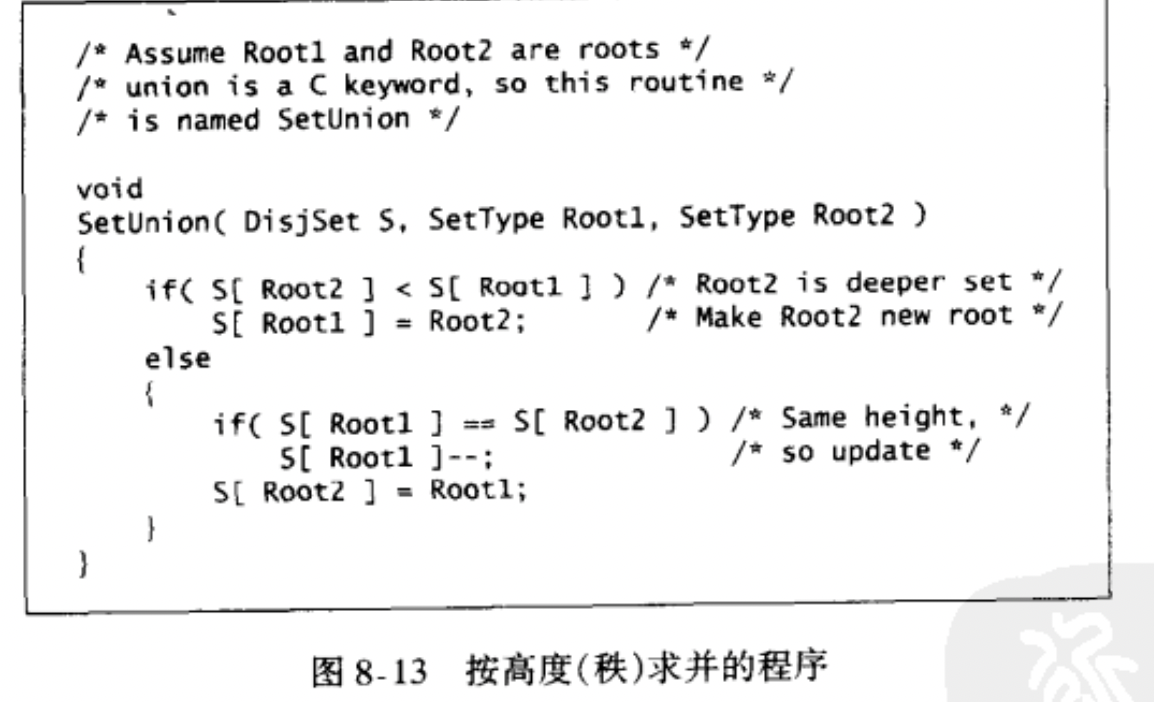 /* Assume Root1 and Root2 are roots */
/* union is a C keyword, so this routine */
/* is named SetUnion */
void
SetUnion( DisjSet S, SetType Root1, SetType Root2 )
{
if( S[ Root2 ] < S[ Root1 ] ) /* Root2 is deeper set */
S[ Root1 ] = Root2; /* Make Root2 new root */
else
{
if( S[ Root1 ] == S[ Root2 ] ) /* Same height, */
S[ Root1 ]--; /* so update */
S[ Root2 ] = Root1;
}
}
图 8-13 按高度(秩)求并的程序